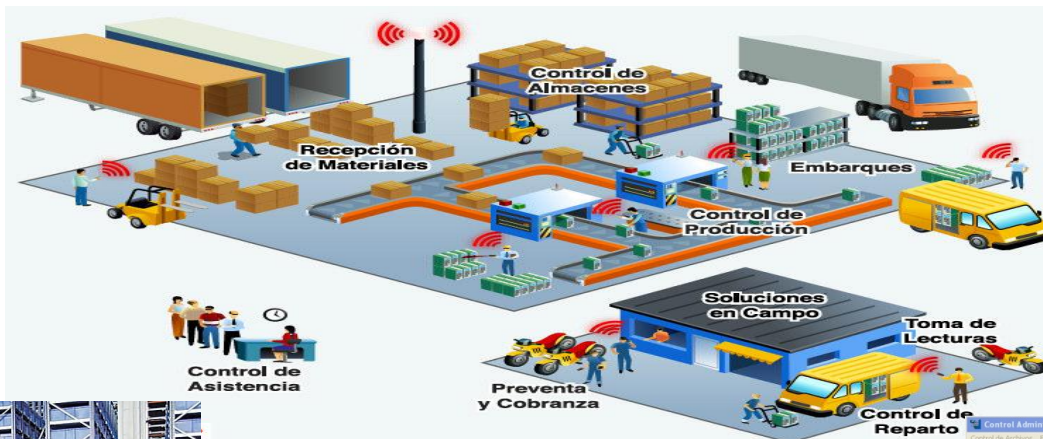 Control de
Almacenes
Recepción
de Materiales
Embarques
Control de
Producción
Soluciones
en Campo
Toma de
Lecturas
Control de
Asistencia
Preventa
y Cobranza
Control de
Reparto
Control Admin